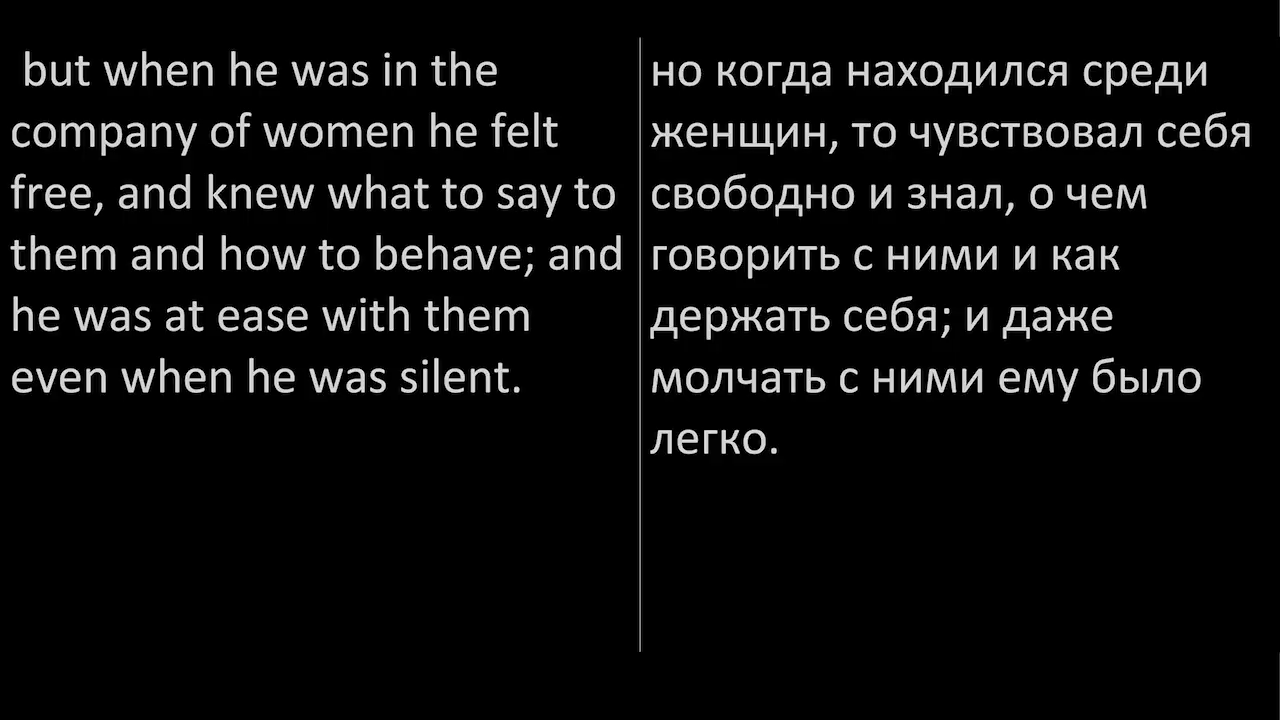 but when he was in the
company of women he felt
free, and knew what to say to
them and how to behave; and
he was at ease with them
even when he was silent.
но когда находился среди
женщин, то чувствовал себя
свободно и знал, о чем
говорить с ними и как
держать себя; и даже
молчать с ними ему было
легко.